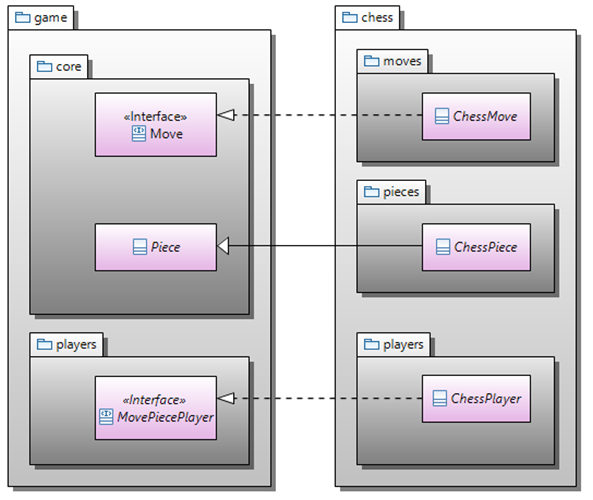 game
core
«Interface»
Move
Piece
players
«Interface»
MovePiecePlayer
chess
moves
ChessMove
pieces
ChessPiece
players
ChessPlayer